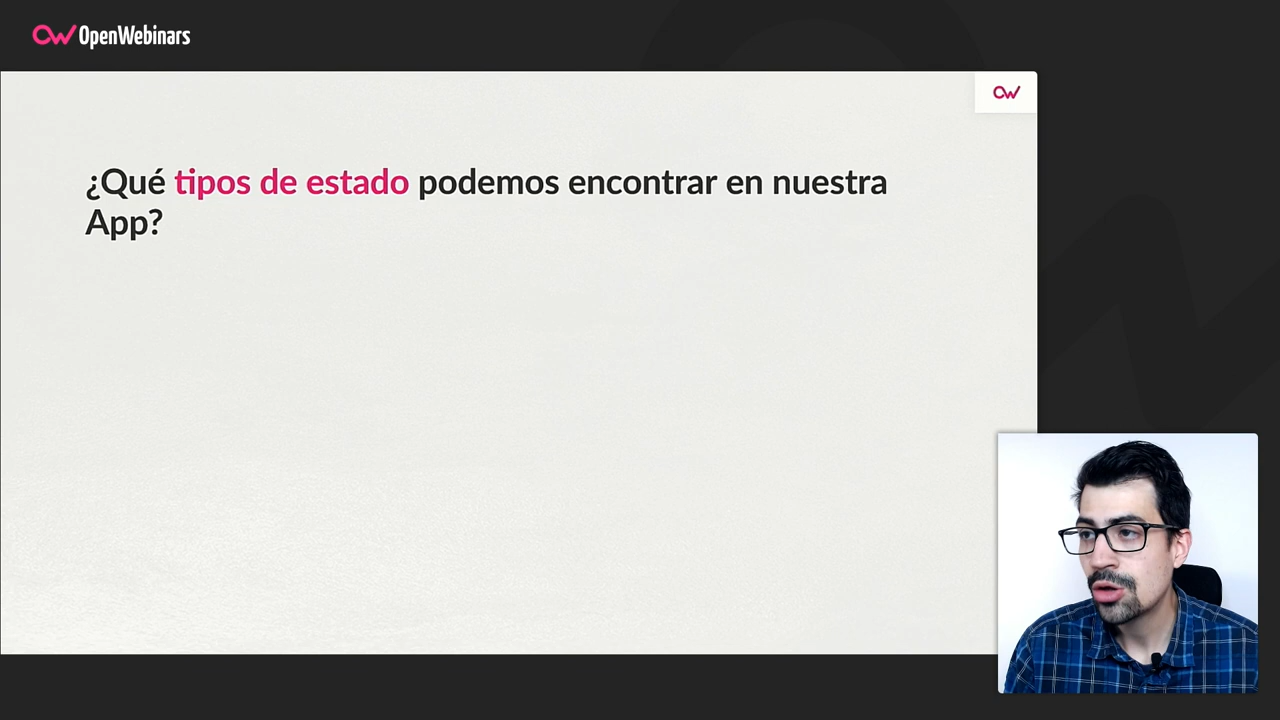 OpenWebinars
¿Qué tipos de estado podemos encontrar en nuestra
App?